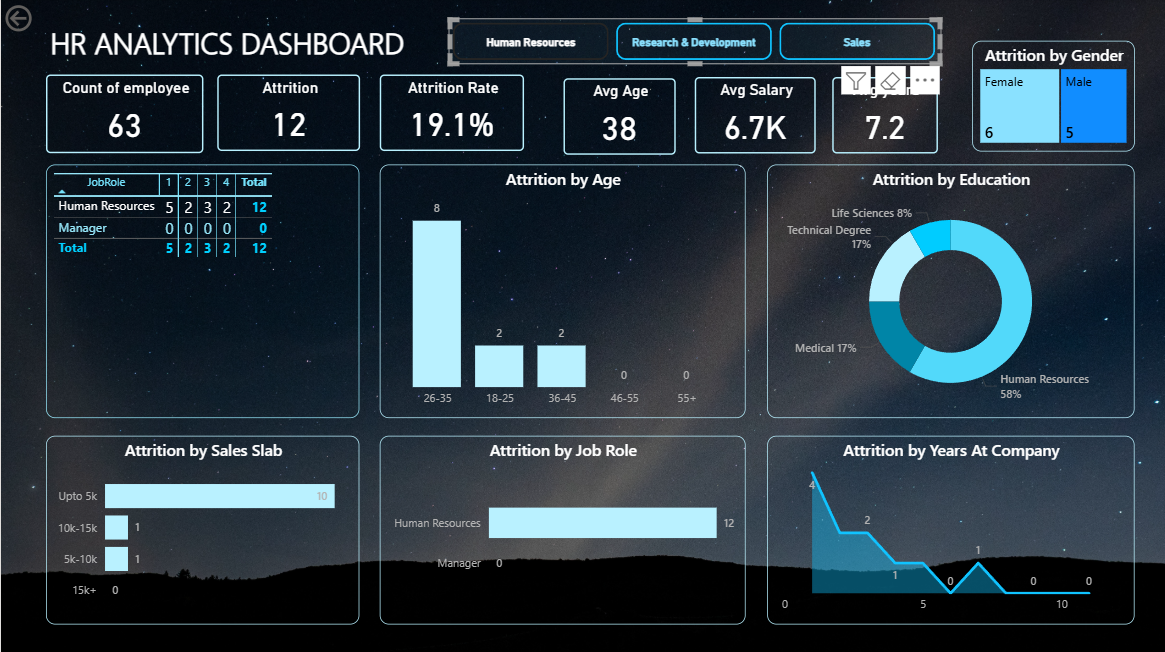 HR ANALYTICS DASHBOARD
Human Resources
Research & Development
Sales
Count of employee
63
Attrition
12
Attrition Rate
19.1%
Avg Age
38
Avg Salary
6.7K
7.2
Attrition by Gender
Female
6
Male
5
JobRole 1 2 3 4 Total
Human Resources 5 2 3 2 12
Manager 0 0 0 0 0
Total 5 2 3 2 12
Attrition by Age
8
2
2
0
0
26-35
18-25
36-45
46-55
55+
Attrition by Education
Life Sciences 8%
Technical Degree
17%
Medical 17%
Human Resources
58%
Attrition by Sales Slab
Upto 5k 10
10k-15k 1
5k-10k 1
15k+ 0
Attrition by Job Role
Human Resources 12
Manager 0
Attrition by Years At Company
4
2
1
0
1
0
0
0
5
10